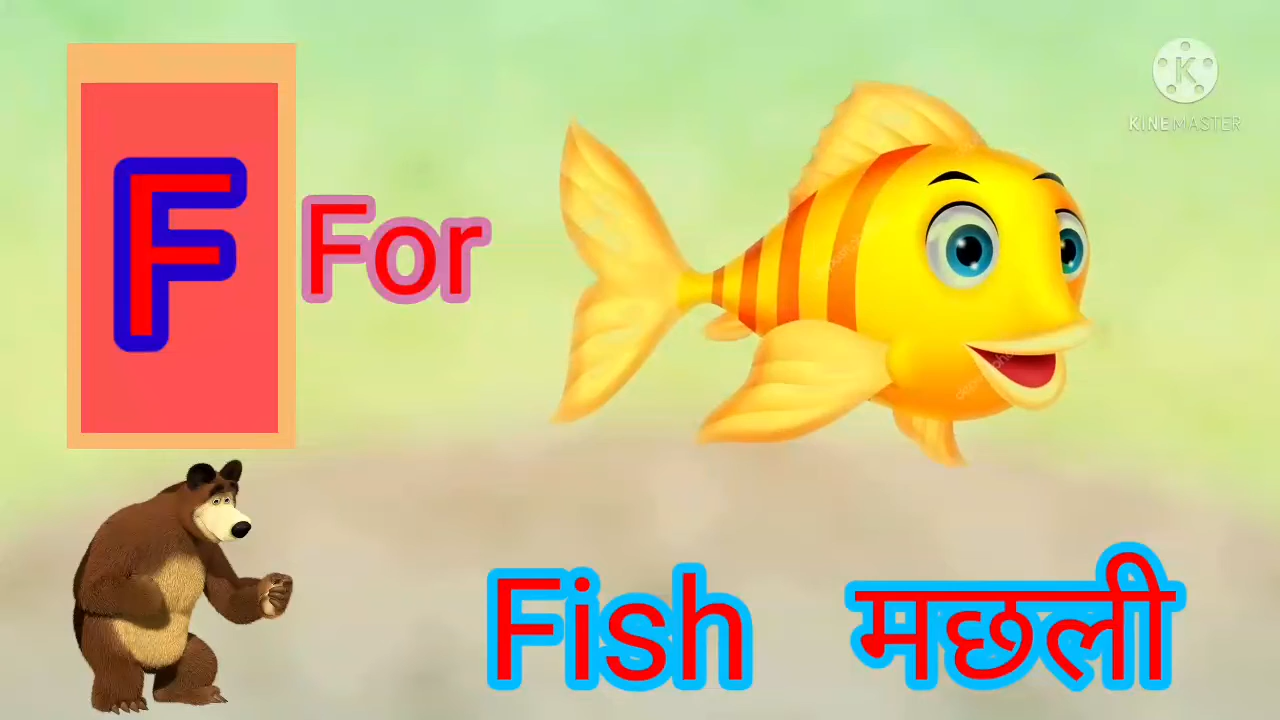 F For
K
KINEMASTER
Fish मछली